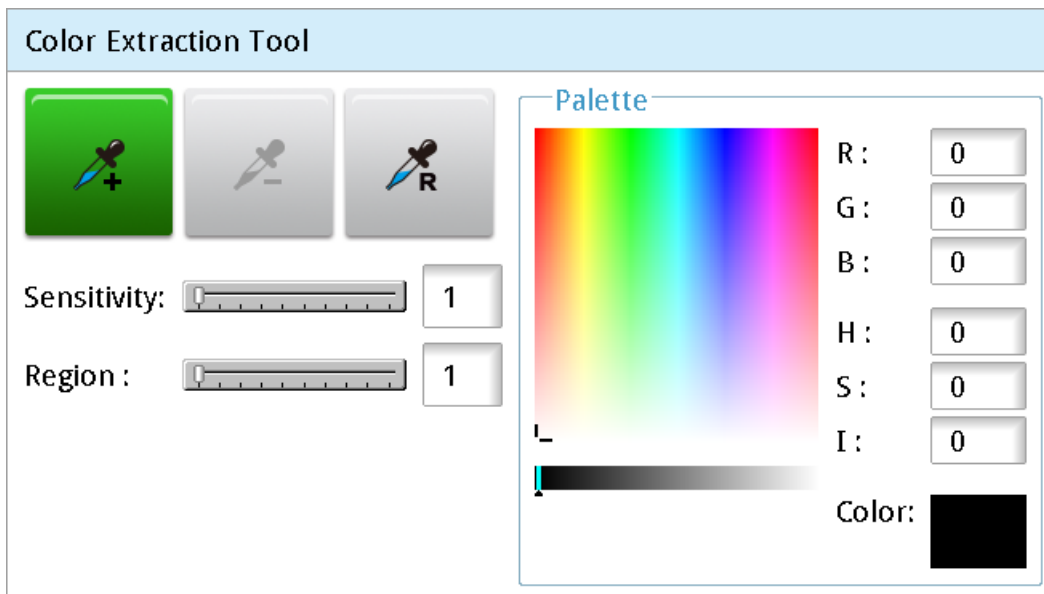 Color Extraction Tool
+
−
R
Sensitivity: 1
Region : 1
Palette
R : 0
G : 0
B : 0
H : 0
S : 0
I : 0
Color: